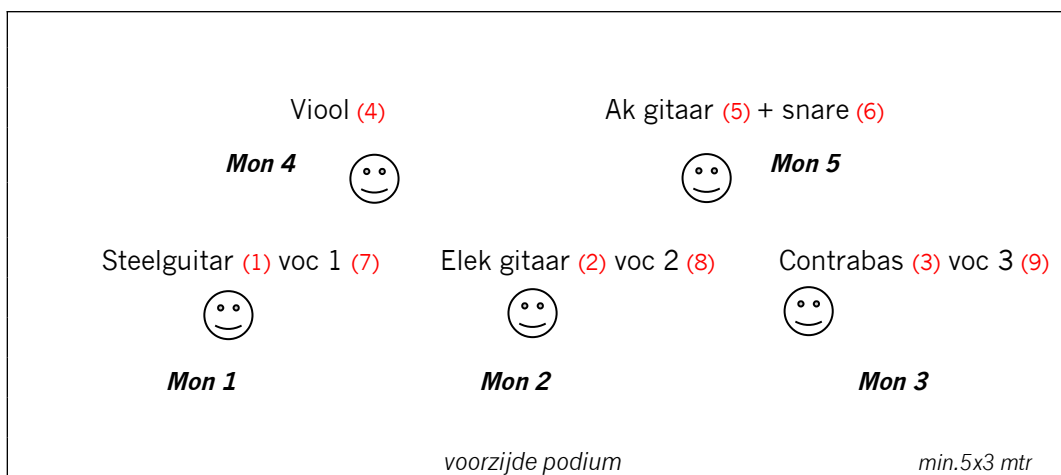 Viool (4)
Ak gitaar (5) + snare (6)
Mon 4
Mon 5
Steelguitar (1) voc 1 (7)
Elek gitaar (2) voc 2 (8)
Contrabas (3) voc 3 (9)
Mon 1
Mon 2
Mon 3
voorzijde podium
min.5x3 mtr